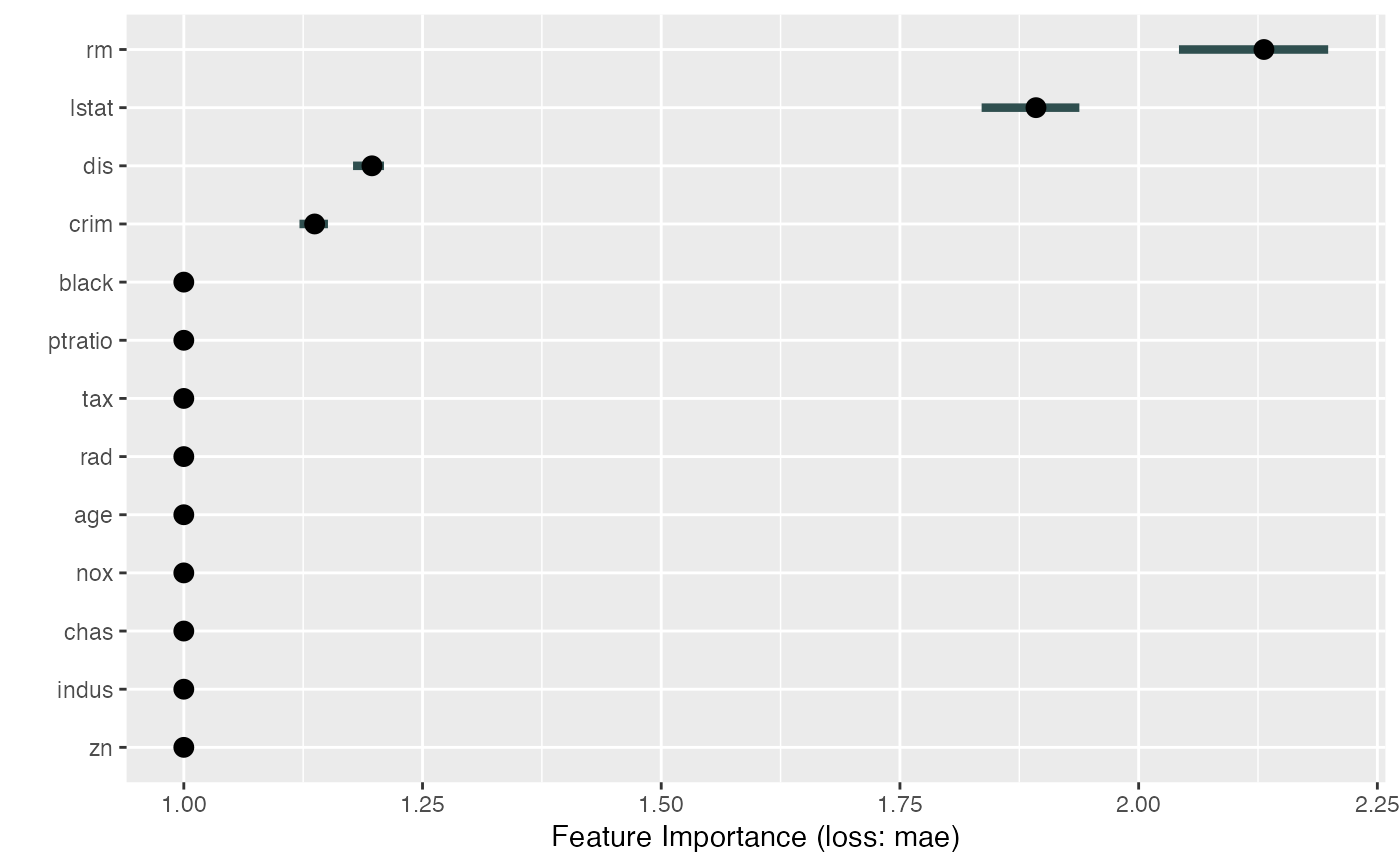 rm
lstat
dis
crim
black
ptratio
tax
rad
age
nox
chas
indus
zn
1.00 1.25 1.50 1.75 2.00 2.25
Feature Importance (loss: mae)